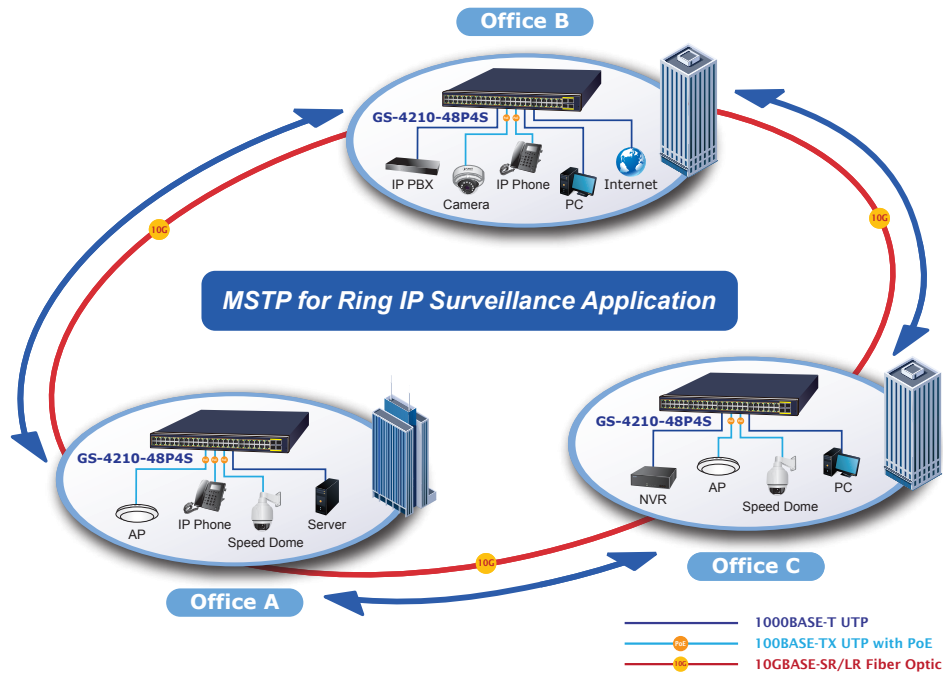 Office B
GS-4210-48P4S
IP PBX
Camera
IP Phone
PC
Internet
10G
10G
MSTP for Ring IP Surveillance Application
GS-4210-48P4S
AP
IP Phone
Speed Dome
Server
GS-4210-48P4S
NVR
AP
Speed Dome
PC
10G
Office A
Office C
1000BASE-T UTP
PoE
100BASE-TX UTP with PoE
10G
10GBASE-SR/LR Fiber Optic